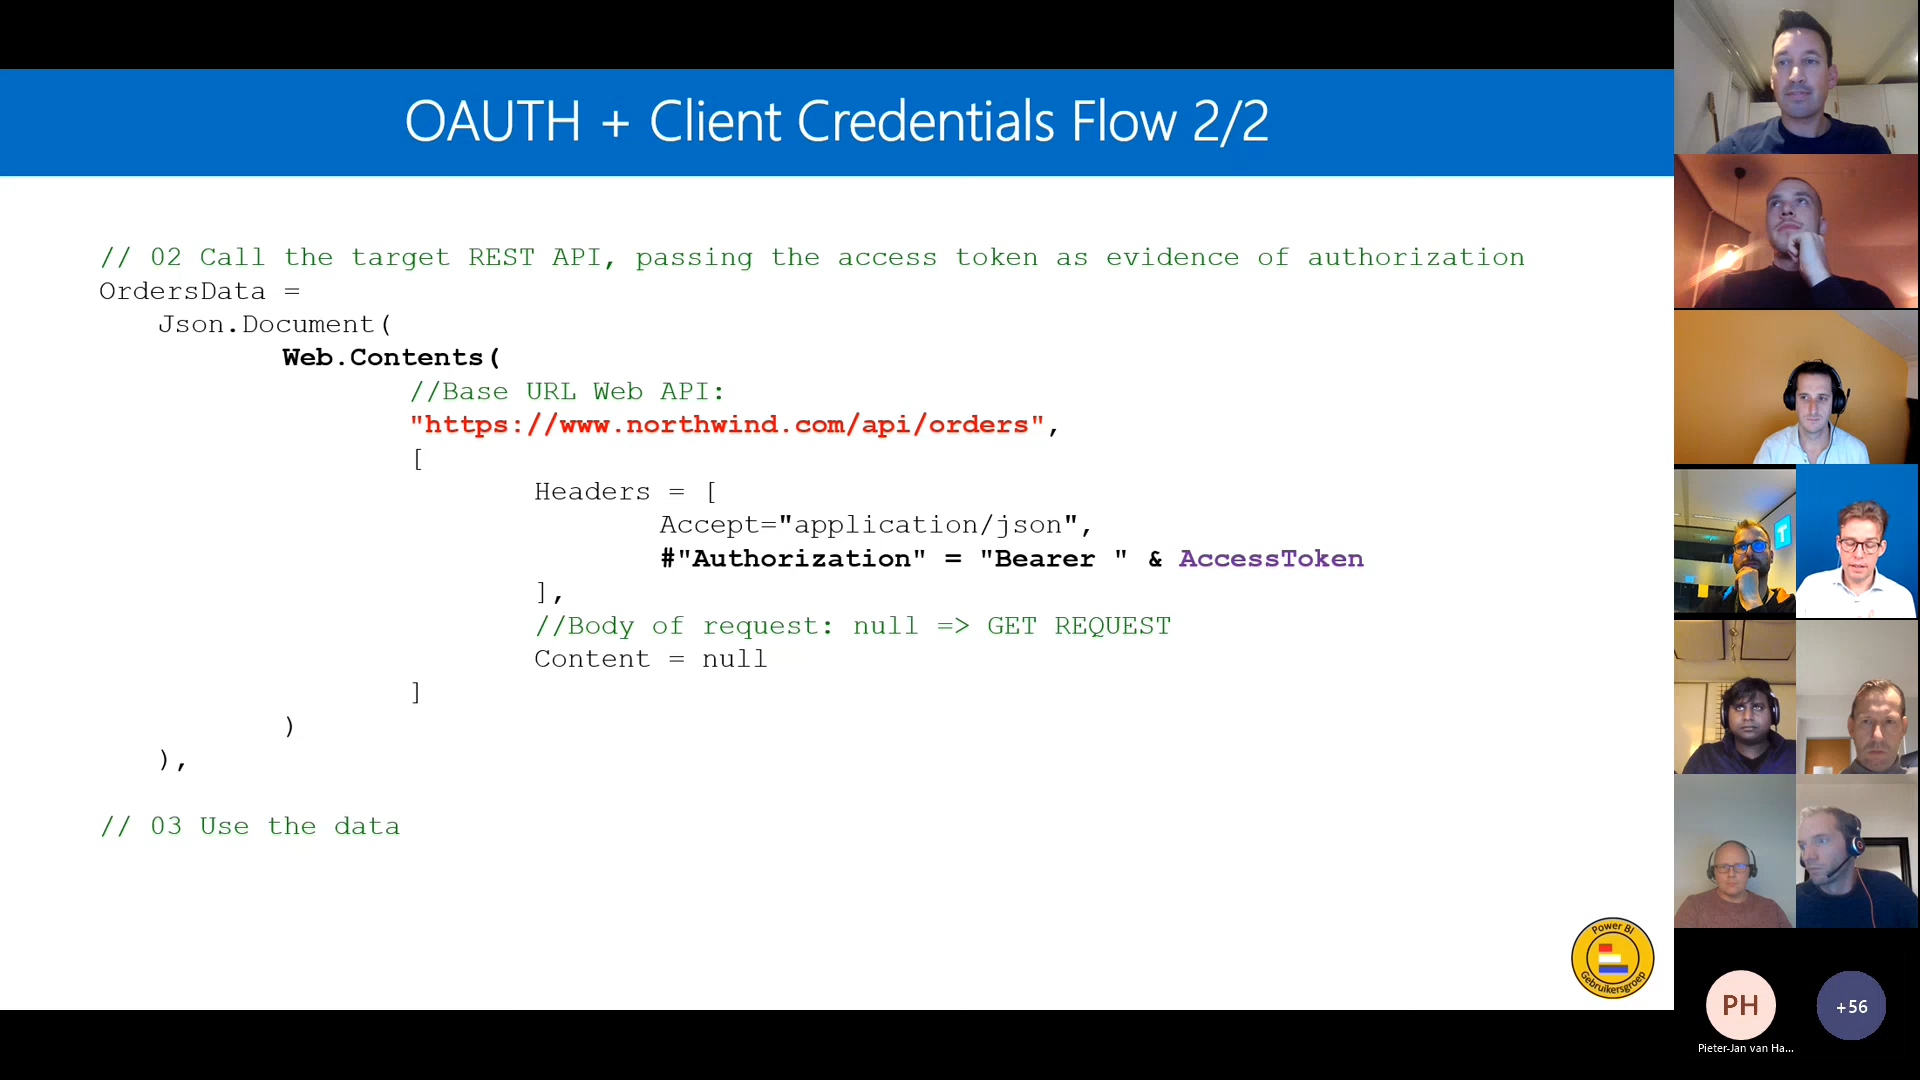 OAUTH + Client Credentials Flow 2/2
// 02 Call the target REST API, passing the access token as evidence of authorization
OrdersData =
Json.Document(
Web.Contents(
//Base URL Web API:
"https://www.northwind.com/api/orders",
[
Headers = [
Accept="application/json",
#"Authorization" = "Bearer " & AccessToken
],
//Body of request: null => GET REQUEST
Content = null
]
)
),
// 03 Use the data
Power BI
Gebruikersgroep
T
PH
+56
Pieter-Jan van Ha...